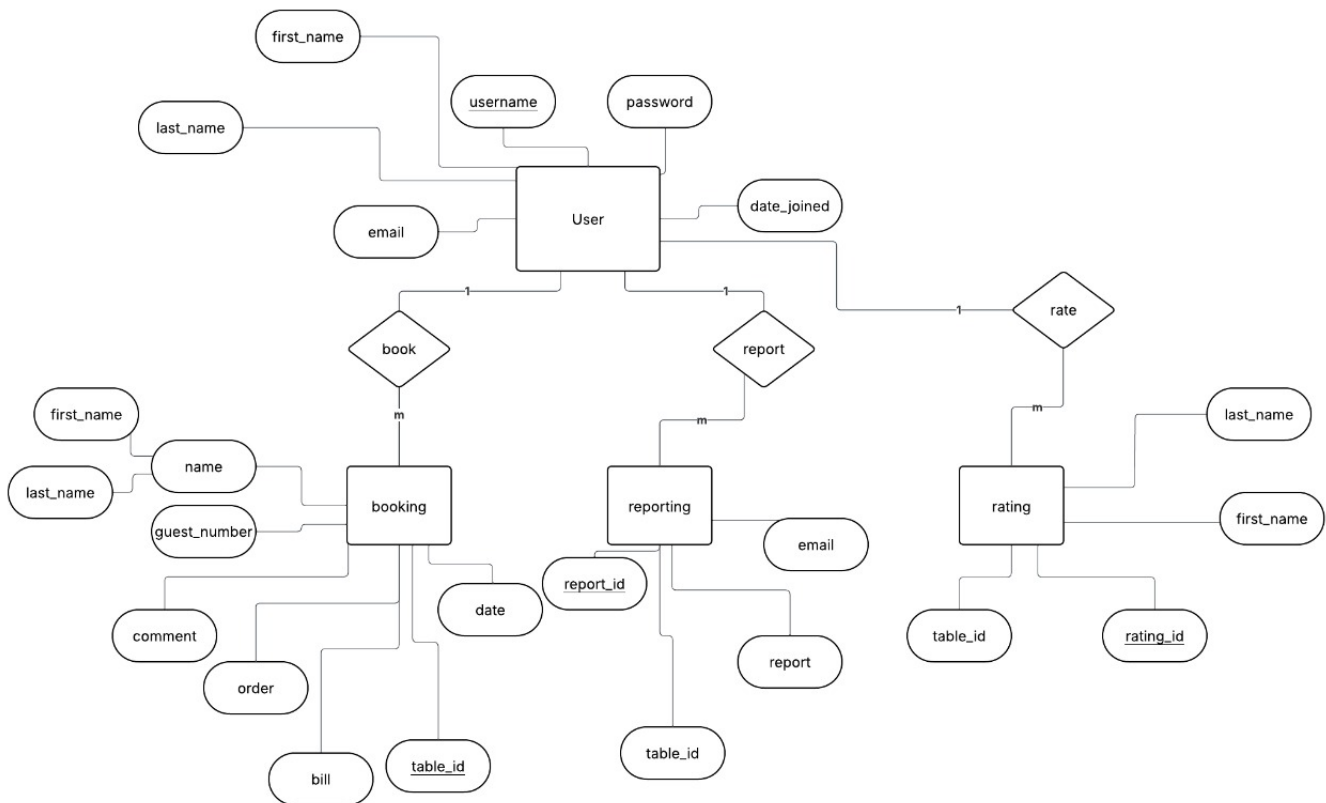 first_name
username
password
last_name
date_joined
User
email
1
1
1
rate
book
report
first_name
m
m
m
last_name
name
last_name
booking
reporting
rating
guest_number
first_name
email
report_id
date
comment
table_id
rating_id
report
order
table_id
bill
table_id